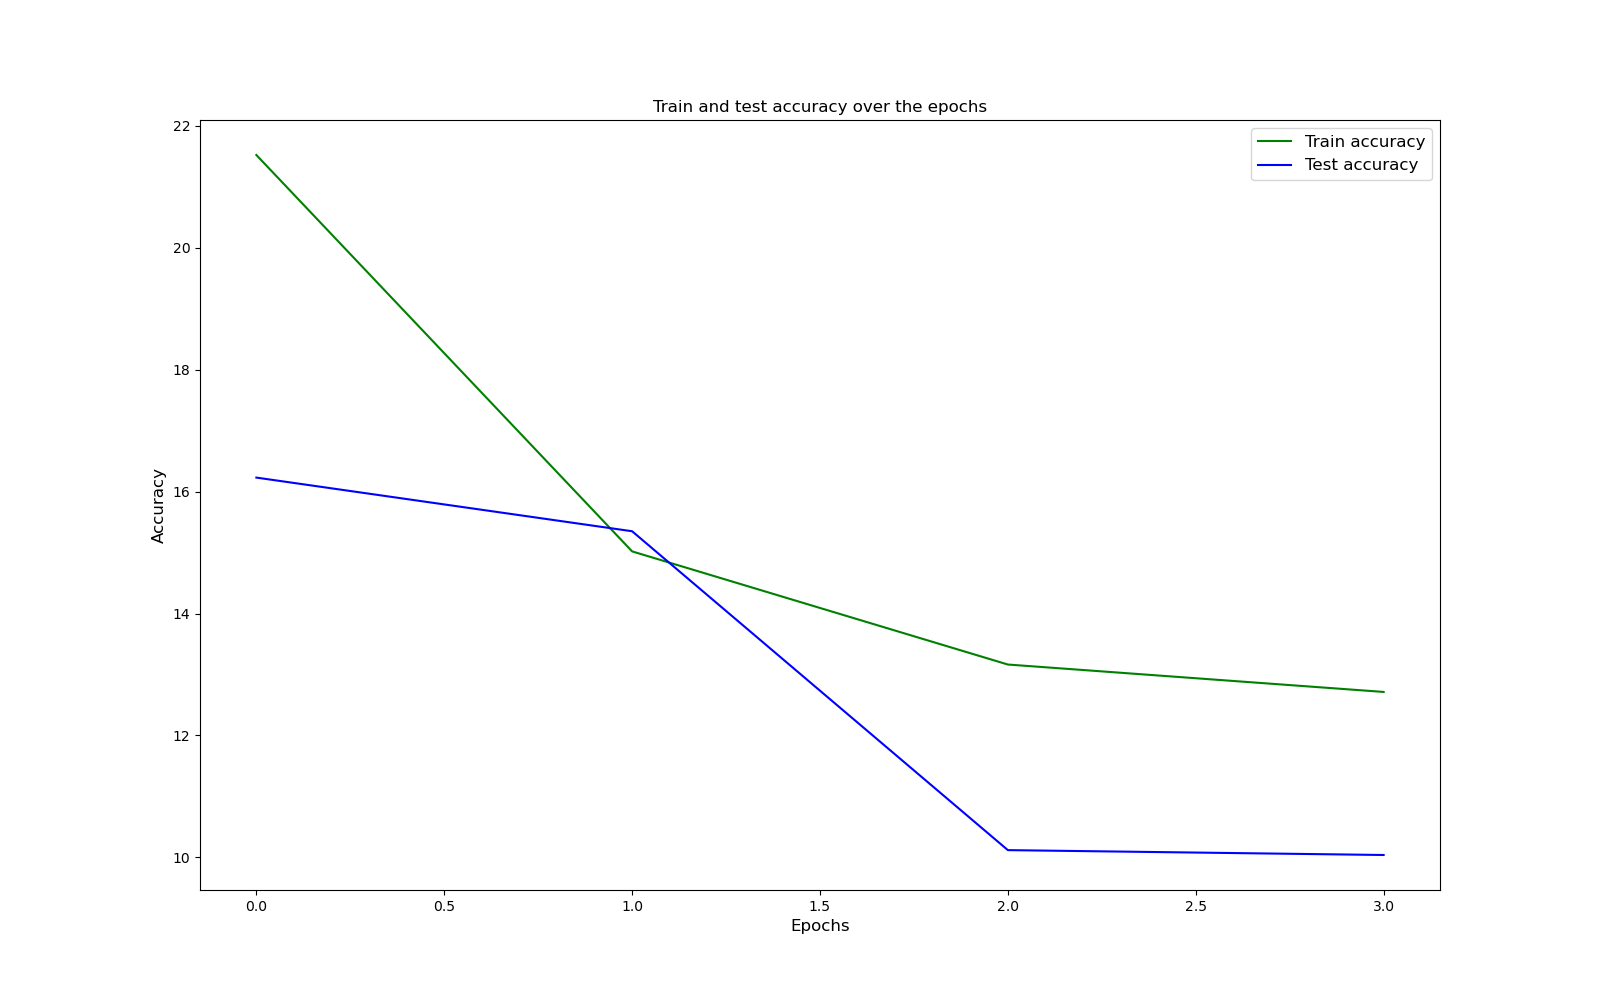 Train and test accuracy over the epochs
Train accuracy
Test accuracy
Accuracy
22
20
18
16
14
12
10
0.0 0.5 1.0 1.5 2.0 2.5 3.0
Epochs